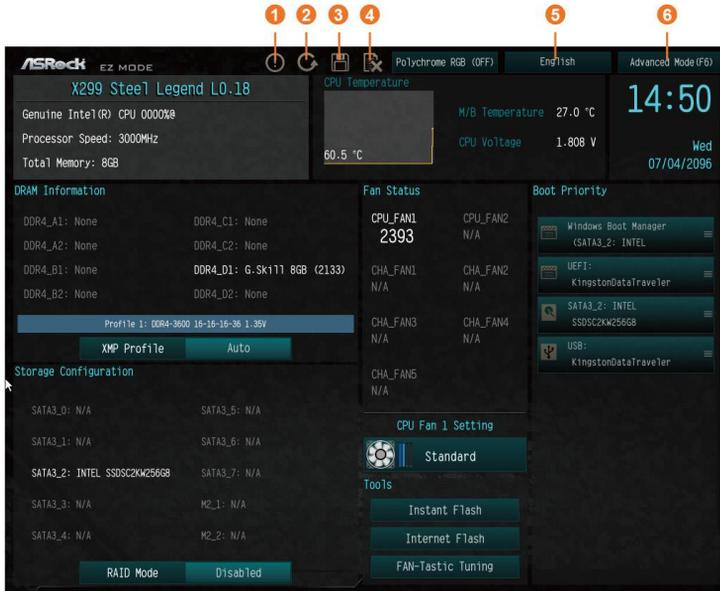 1 2 3 4 5 6
ASRock EZ MODE
Polychrome RGB (OFF)
English
Advanced Mode(F6)
X299 Steel Legend L0.18
Genuine Intel(R) CPU 0000%@
Processor Speed: 3000MHz
Total Memory: 8GB
CPU Temperature
60.5 °C
M/B Temperature 27.0 °C
CPU Voltage 1.808 V
14:50
Wed
07/04/2096
DRAM Information
DDR4_A1: None DDR4_C1: None
DDR4_A2: None DDR4_C2: None
DDR4_B1: None DDR4_D1: G.Skill 8GB (2133)
DDR4_B2: None DDR4_D2: None
Profile 1: DDR4-3600 16-16-16-36 1.35V
XMP Profile Auto
Storage Configuration
SATA3_0: N/A SATA3_5: N/A
SATA3_1: N/A SATA3_6: N/A
SATA3_2: INTEL SSDSC2KW256G8 SATA3_7: N/A
SATA3_3: N/A M2_1: N/A
SATA3_4: N/A M2_2: N/A
RAID Mode Disabled
Fan Status
CPU_FAN1 CPU_FAN2
2393 N/A
CHA_FAN1 CHA_FAN2
N/A N/A
CHA_FAN3 CHA_FAN4
N/A N/A
CHA_FAN5
N/A
CPU Fan 1 Setting
Standard
Tools
Instant Flash
Internet Flash
FAN-Tastic Tuning
Boot Priority
Windows Boot Manager
(SATA3_2: INTEL
UEFI:
KingstonDataTraveler
SATA3_2: INTEL
SSDSC2KW256G8
USB:
KingstonDataTraveler